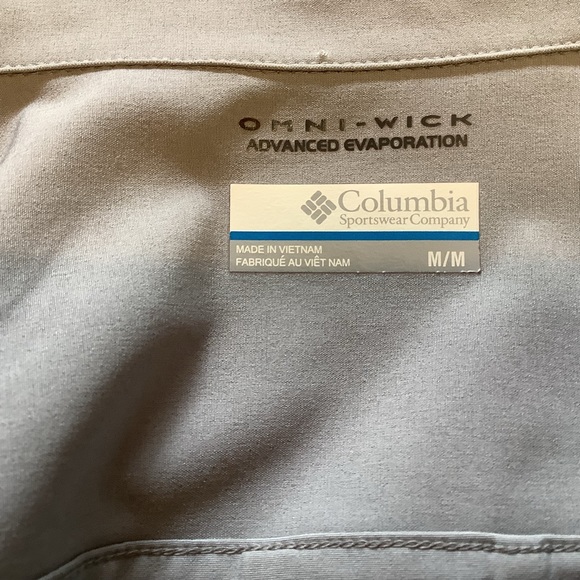 OMNI-WICK
ADVANCED EVAPORATION
Columbia
Sportswear Company
MADE IN VIETNAM
FABRIQUÉ AU VIÊT NAM
M/M